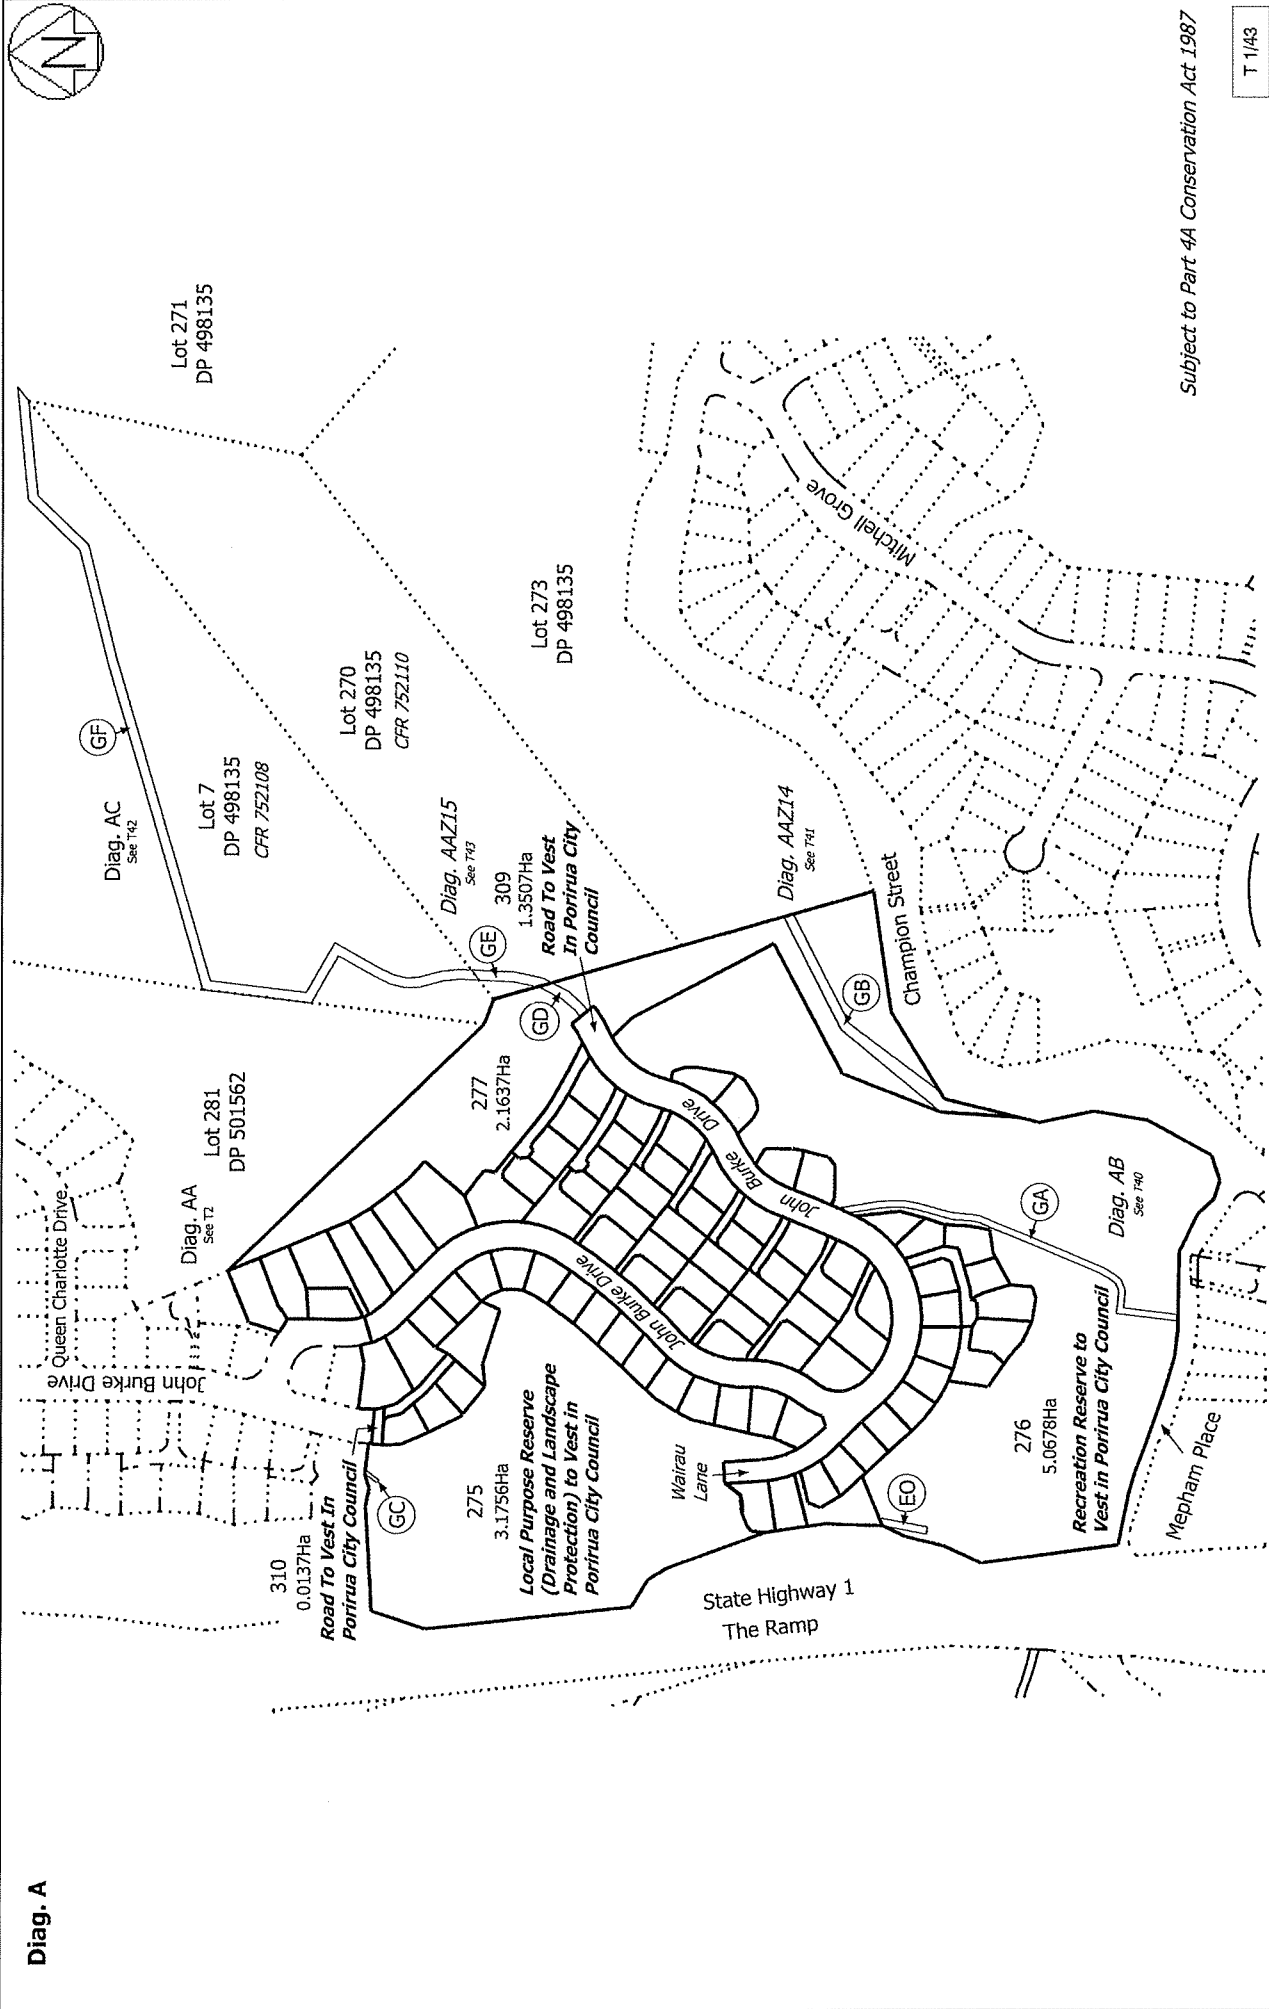 Diag. A
N
Queen Charlotte Drive
John Burke Drive
Lot 281
DP 501562
Diag. AA
See T2
310
0.0137Ha
Road To Vest In
Porirua City Council
GC
275
3.1756Ha
Local Purpose Reserve
(Drainage and Landscape
Protection) to Vest in
Porirua City Council
State Highway 1
The Ramp
Wairau
Lane
EO
John Burke Drive
John
Burke
Drive
277
2.1637Ha
276
5.0678Ha
Recreation Reserve to
Vest in Porirua City Council
Mepham Place
GA
Diag. AB
See T40
GD
GE
309
1.3507Ha
Road To Vest
In Porirua City
Council
Diag. AAZ15
See T43
Diag. AC
See T42
GF
Lot 7
DP 498135
CFR 752108
Lot 270
DP 498135
CFR 752110
Lot 271
DP 498135
Lot 273
DP 498135
Diag. AAZ14
See T41
GB
Champion Street
Mitchell Grove
Subject to Part 4A Conservation Act 1987
T 1/43